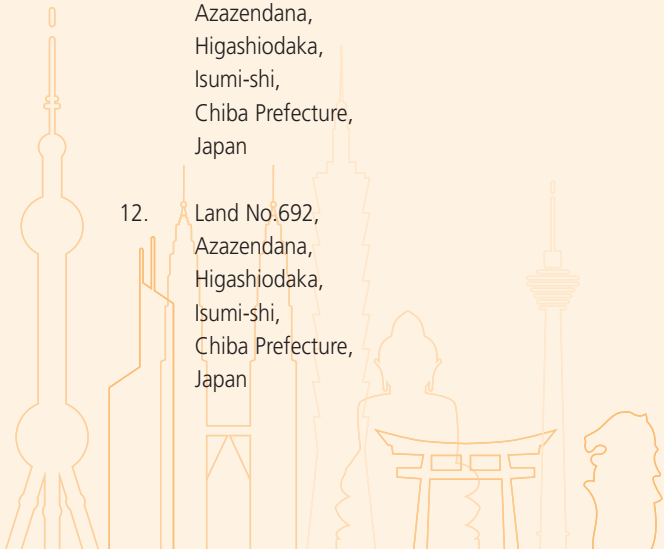 Azazendana,
Higashiodaka,
Isumi-shi,
Chiba Prefecture,
Japan
12. Land No.692,
Azazendana,
Higashiodaka,
Isumi-shi,
Chiba Prefecture,
Japan